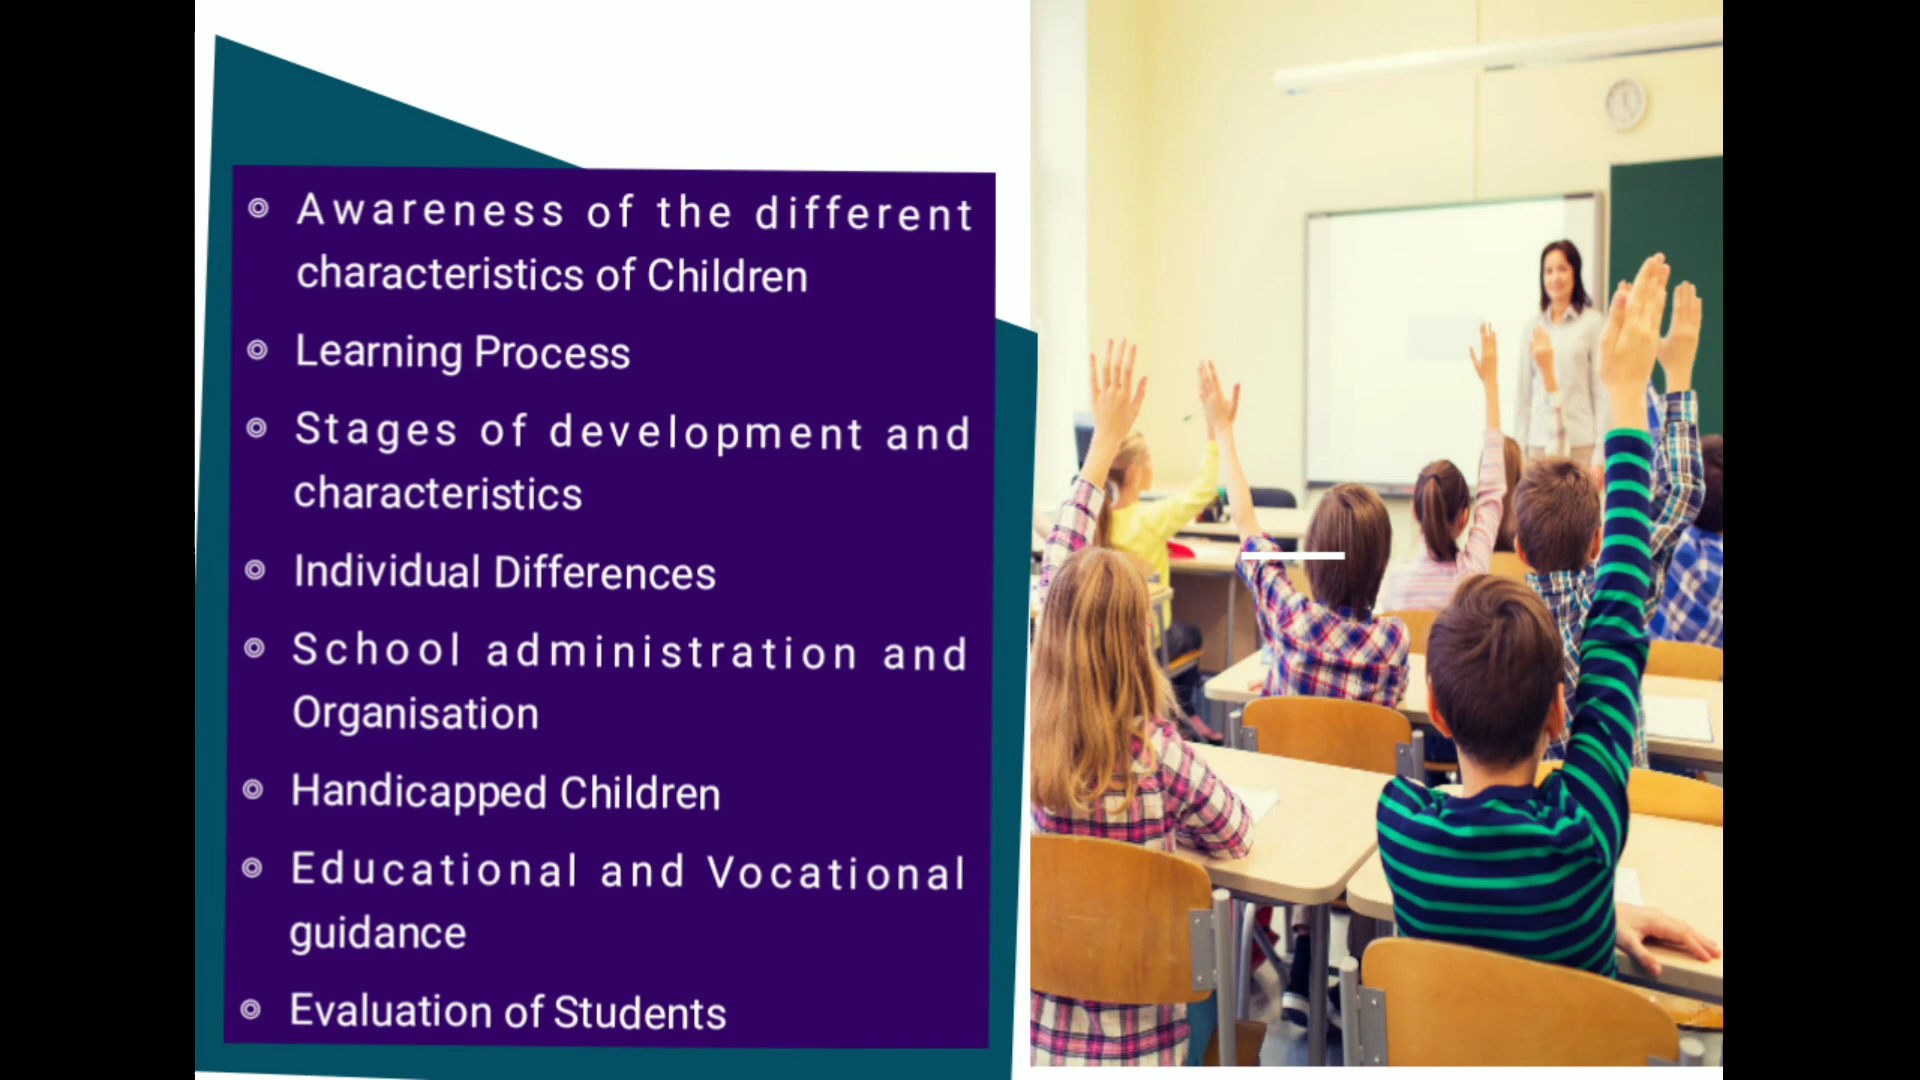 Awareness of the different
characteristics of Children
Learning Process
Stages of development and
characteristics
Individual Differences
School administration and
Organisation
Handicapped Children
Educational and Vocational
guidance
Evaluation of Students